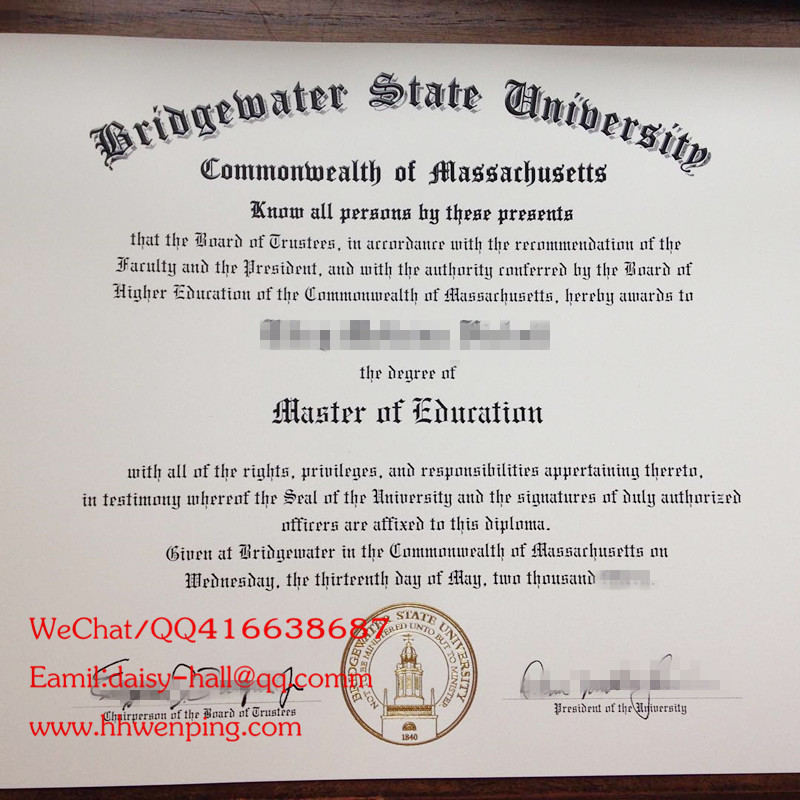 Bridgewater State University
Commonwealth of Massachusetts
Know all persons by these presents
that the Board of Trustees, in accordance with the recommendation of the
Faculty and the President, and with the authority conferred by the Board of
Higher Education of the Commonwealth of Massachusetts, hereby awards to
the degree of
Master of Education
with all of the rights, privileges, and responsibilities appertaining thereto,
in testimony whereof the Seal of the University and the signatures of duly authorized
officers are affixed to this diploma.
Given at Bridgewater in the Commonwealth of Massachusetts on
Wednesday, the thirteenth day of May, two thousand
WeChat/QQ416638687
Eamil:daisy-hall@qq.comm
www.hhwenping.com
Chairperson of the Board of Trustees
BRIDGEWATER STATE UNIVERSITY
NOT TO BE MINISTERED UNTO BUT TO MINISTER
1840
President of the University